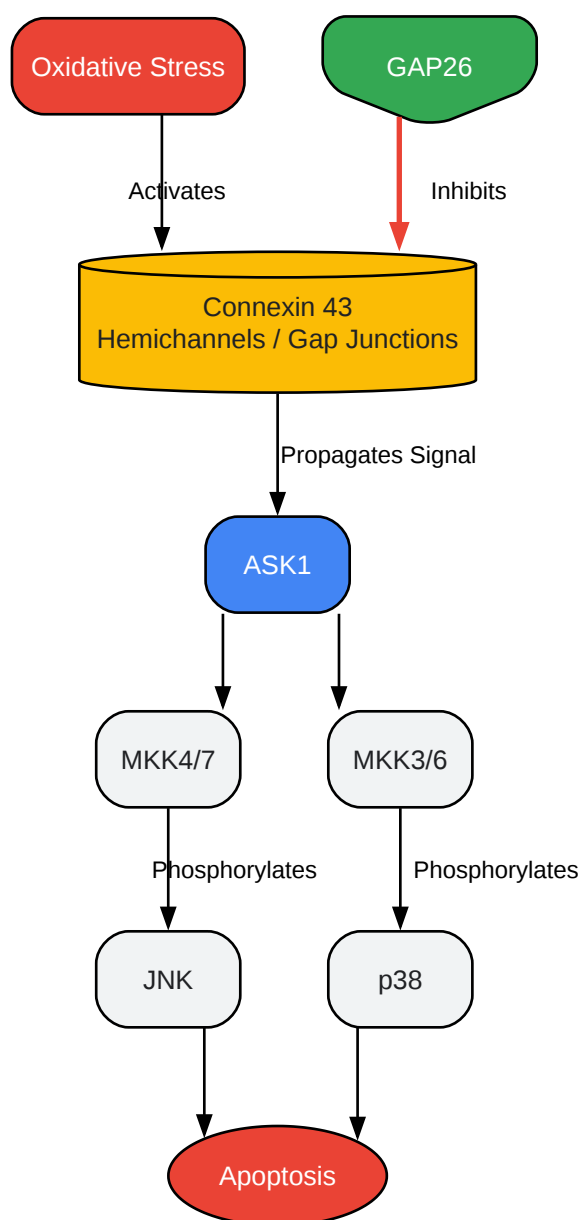 Oxidative Stress
GAP26
Activates
Inhibits
Connexin 43
Hemichannels / Gap Junctions
Propagates Signal
ASK1
MKK4/7
MKK3/6
Phosphorylates
Phosphorylates
JNK
p38
Apoptosis